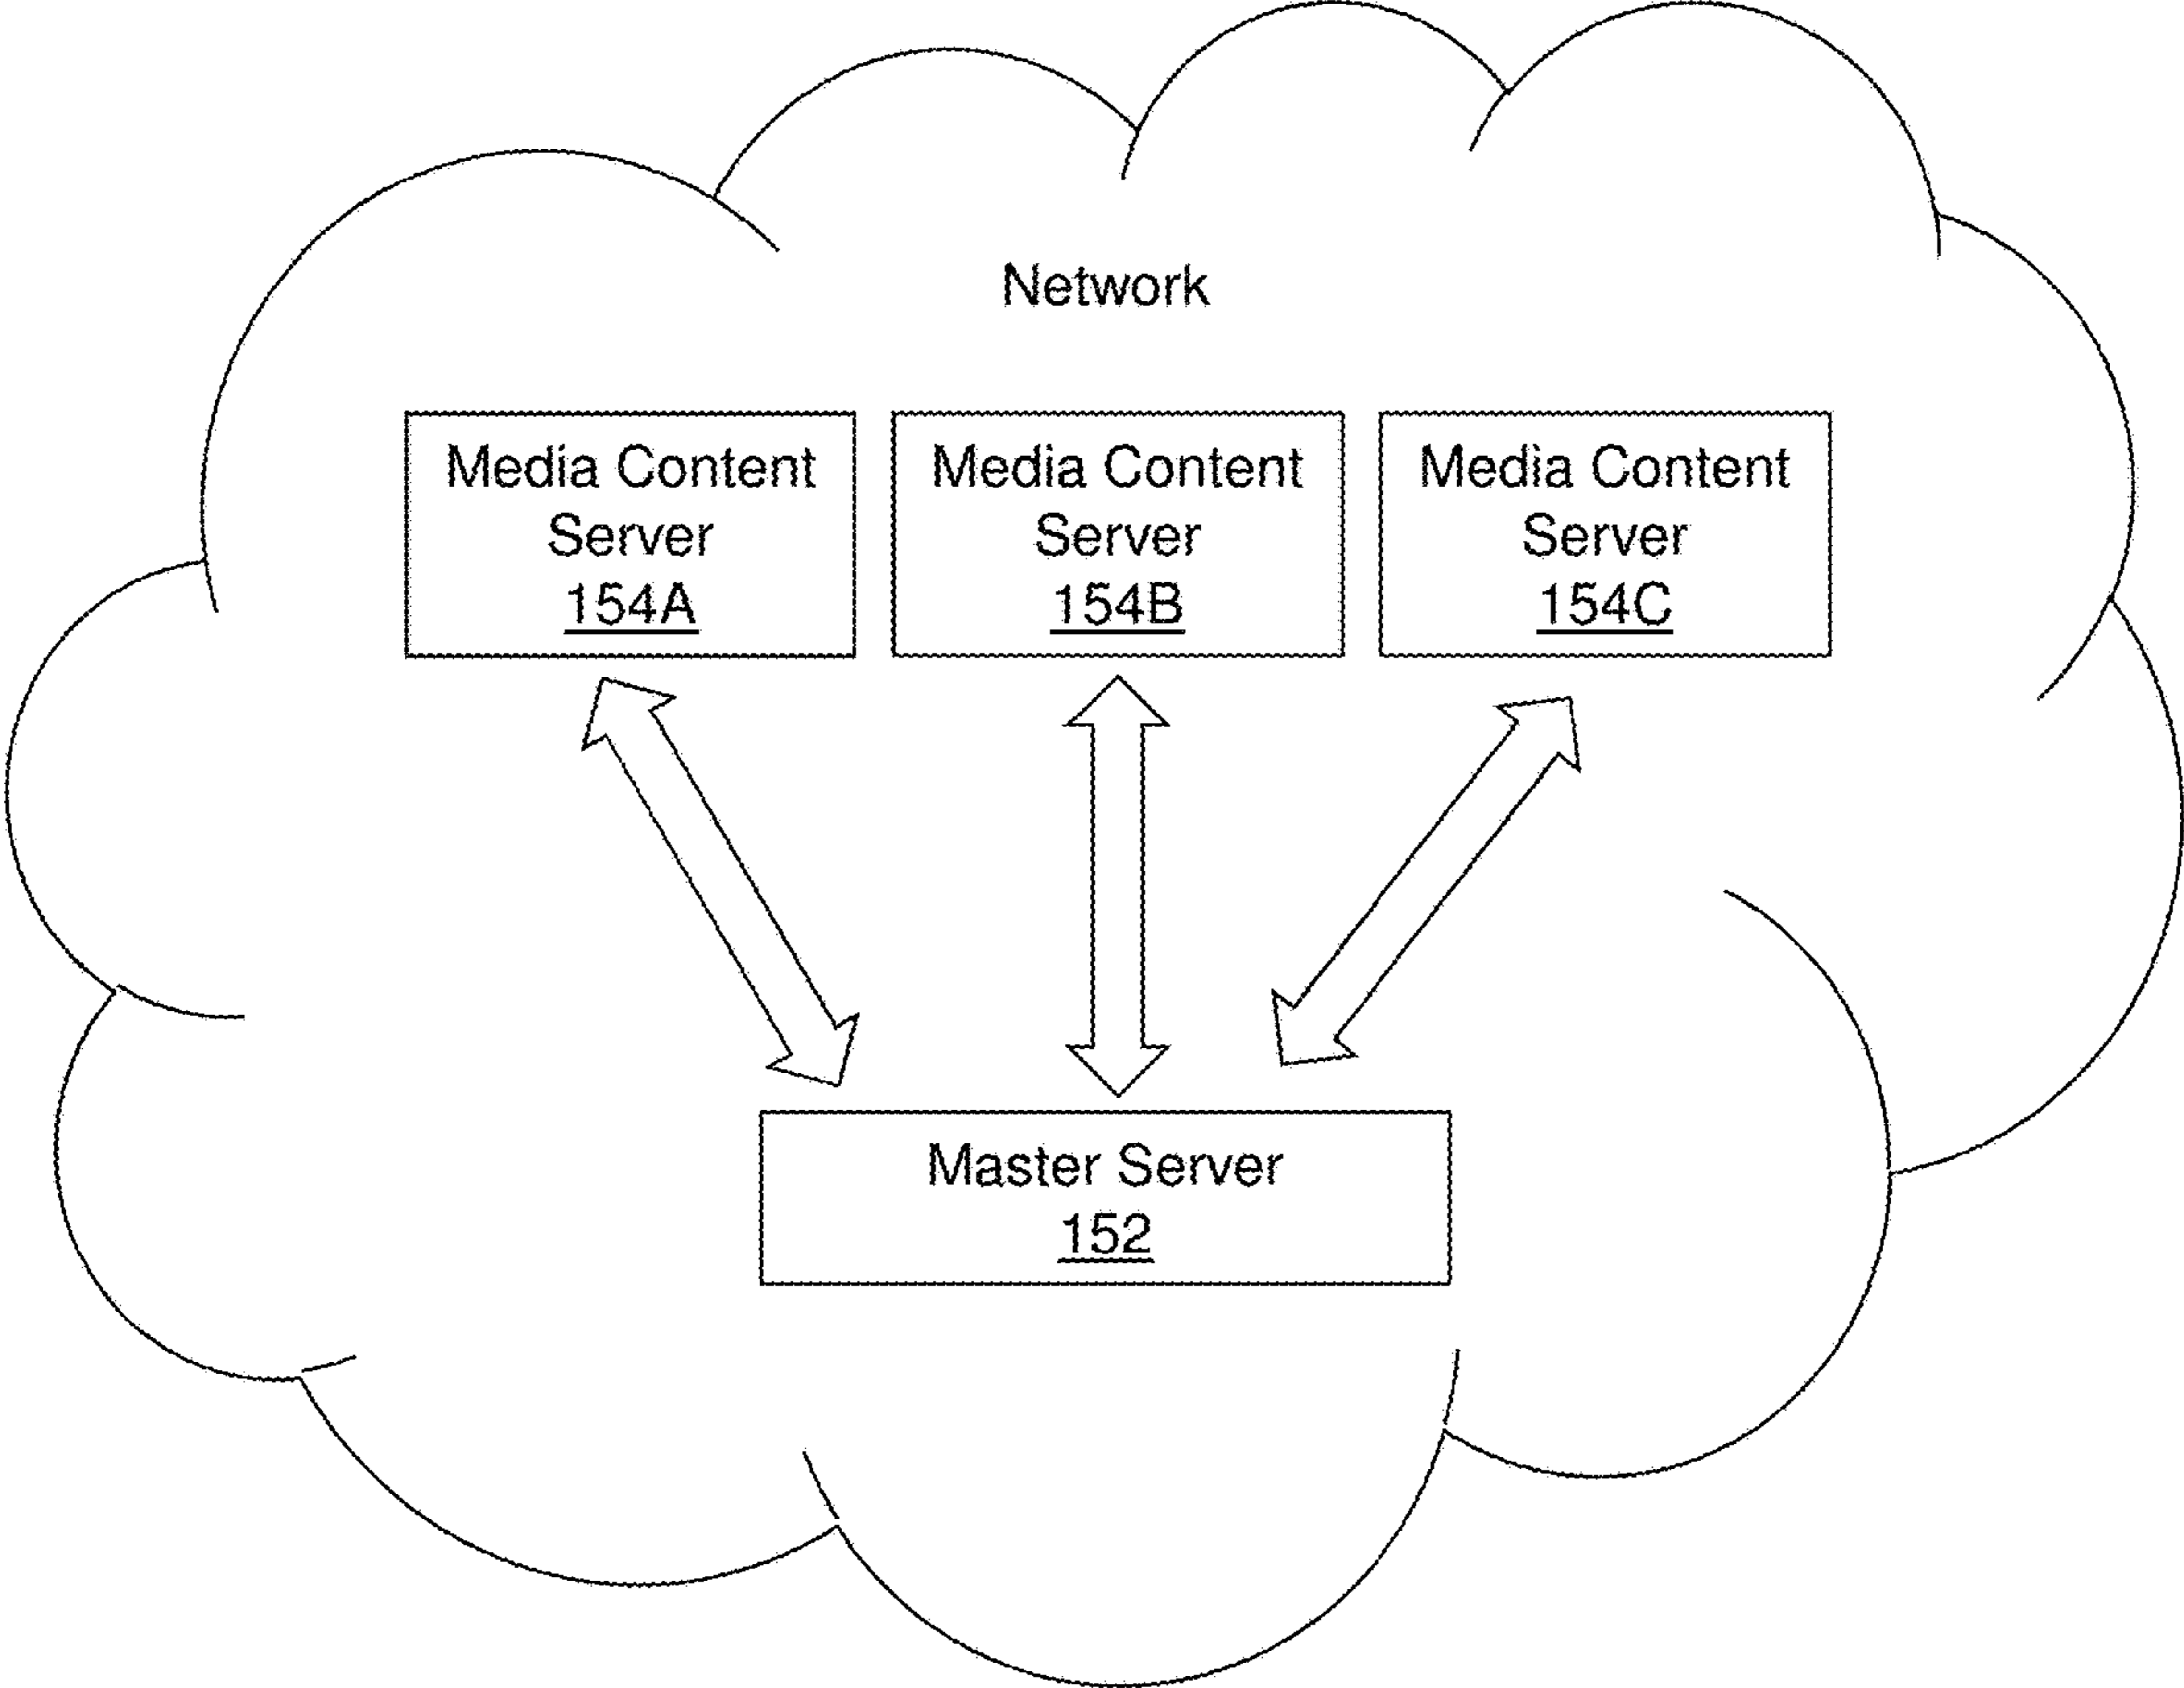 Network
Media Content
Server
154A
Media Content
Server
154B
Media Content
Server
154C
Master Server
152